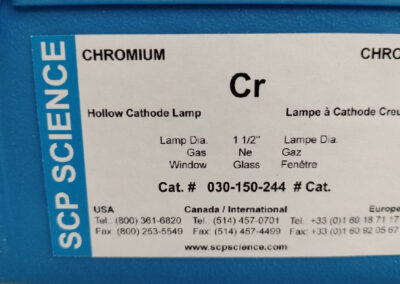 SCP SCIENCE
CHROMIUM CHRO
Cr
Hollow Cathode Lamp Lampe à Cathode Creu
Lamp Dia. 1 1/2" Lampe Dia.
Gas Ne Gaz
Window Glass Fenêtre
Cat. # 030-150-244 # Cat.
USA Canada / International Europe
Tel.: (800) 361-6820 Tel.: (514) 457-0701 Tel.: +33 (0)1 69 18 71 17
Fax: (800) 253-5549 Fax: (514) 457-4499 Fax: +33 (0)1 60 92 05 67
www.scpscience.com